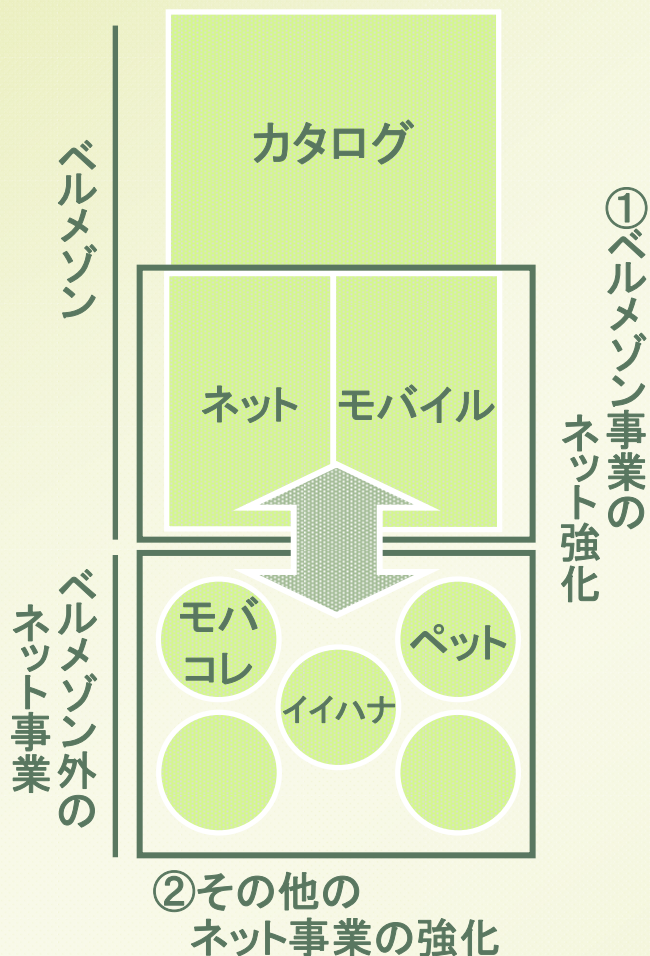 ベルメゾン
カタログ
ネット
モバイル
①ベルメゾン事業の
ネット強化
ベルメゾン外の
ネット事業
モバ
コレ
ペット
イイハナ
②その他の
ネット事業の強化